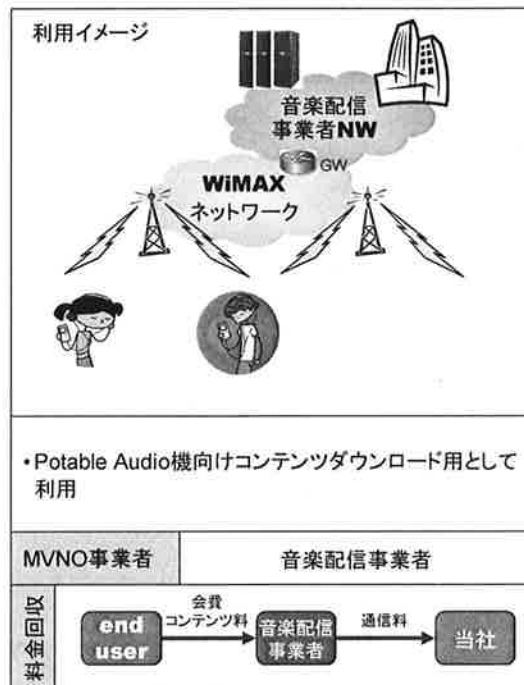 利用イメージ
音楽配信
事業者NW
GW
WiMAX
ネットワーク
•Potable Audio機向けコンテンツダウンロード用として
利用
MVNO事業者
音楽配信事業者
料金回収
end
user
会費
コンテンツ料
音楽配信
事業者
通信料
当社